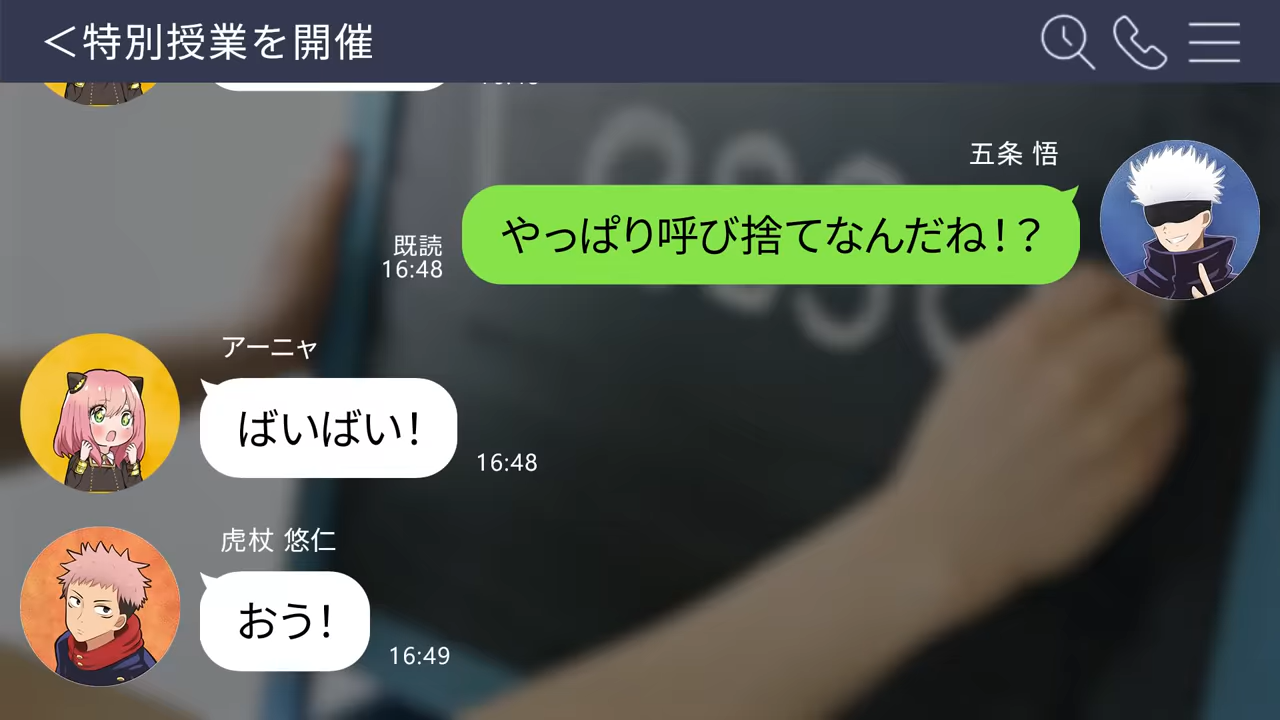 ＜特別授業を開催
五条 悟
やっぱり呼び捨てなんだね！？
既読
16:48
アーニャ
ばいばい！
16:48
虎杖 悠仁
おう！
16:49